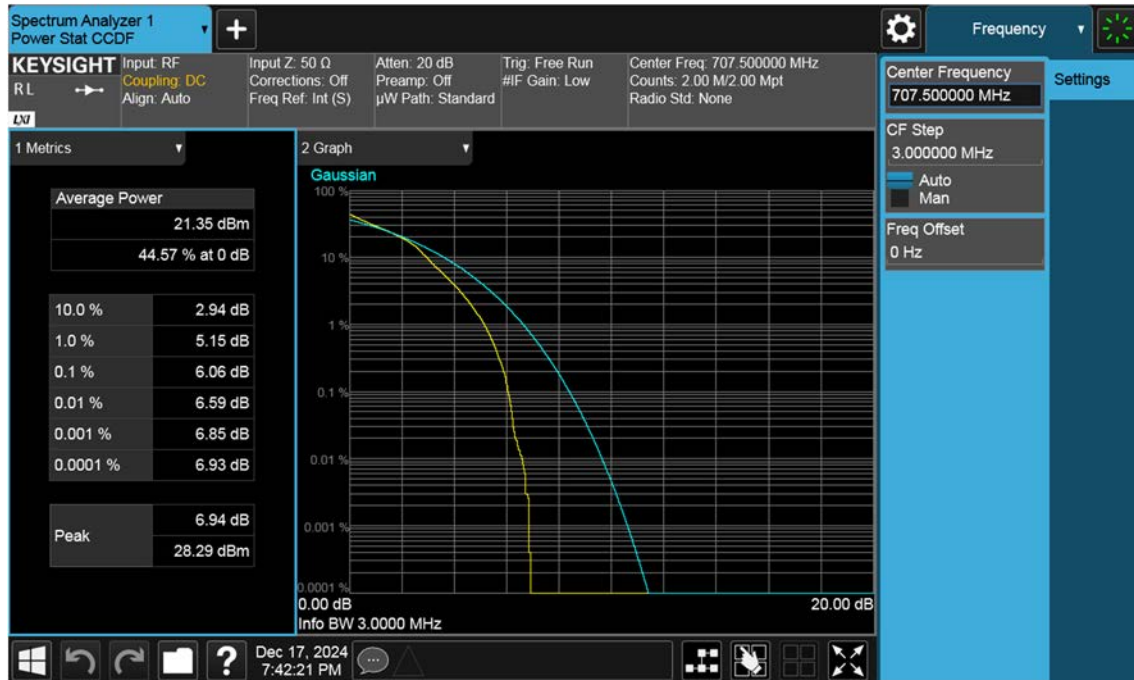 Spectrum Analyzer 1
Power Stat CCDF
+
Frequency
KEYSIGHT
R L
LXI
Input: RF
Coupling: DC
Align: Auto
Input Z: 50 Ω
Corrections: Off
Freq Ref: Int (S)
Atten: 20 dB
Preamp: Off
µW Path: Standard
Trig: Free Run
#IF Gain: Low
Center Freq: 707.500000 MHz
Counts: 2.00 M/2.00 Mpt
Radio Std: None
Center Frequency
707.500000 MHz
Settings
CF Step
3.000000 MHz
Auto
Man
Freq Offset
0 Hz
1 Metrics
Average Power
21.35 dBm
44.57 % at 0 dB
10.0 % 2.94 dB
1.0 % 5.15 dB
0.1 % 6.06 dB
0.01 % 6.59 dB
0.001 % 6.85 dB
0.0001 % 6.93 dB
Peak
6.94 dB
28.29 dBm
2 Graph
Gaussian
100 %
10 %
1 %
0.1 %
0.01 %
0.001 %
0.0001 %
0.00 dB 20.00 dB
Info BW 3.0000 MHz
?
Dec 17, 2024
7:42:21 PM